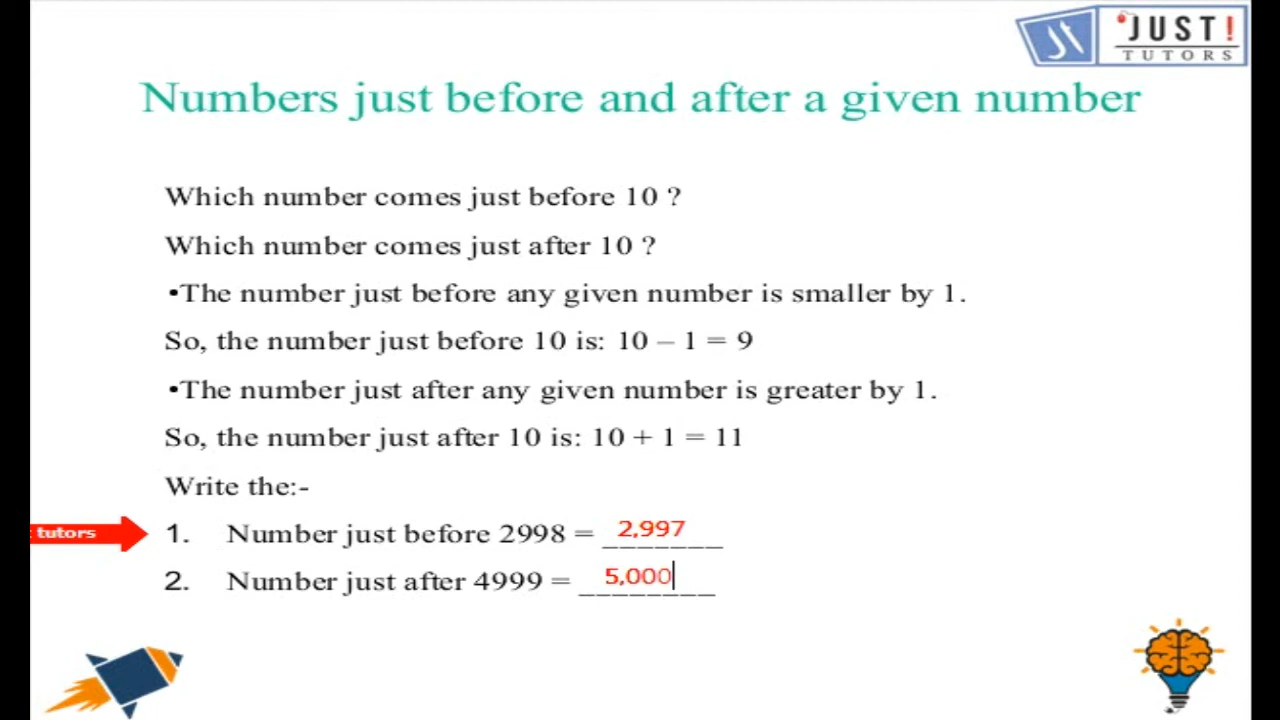 JUST!
TUTORS
Numbers just before and after a given number
Which number comes just before 10 ?
Which number comes just after 10 ?
•The number just before any given number is smaller by 1.
So, the number just before 10 is: 10 – 1 = 9
•The number just after any given number is greater by 1.
So, the number just after 10 is: 10 + 1 = 11
Write the:-
tutors
1. Number just before 2998 = 2,997
2. Number just after 4999 = 5,000